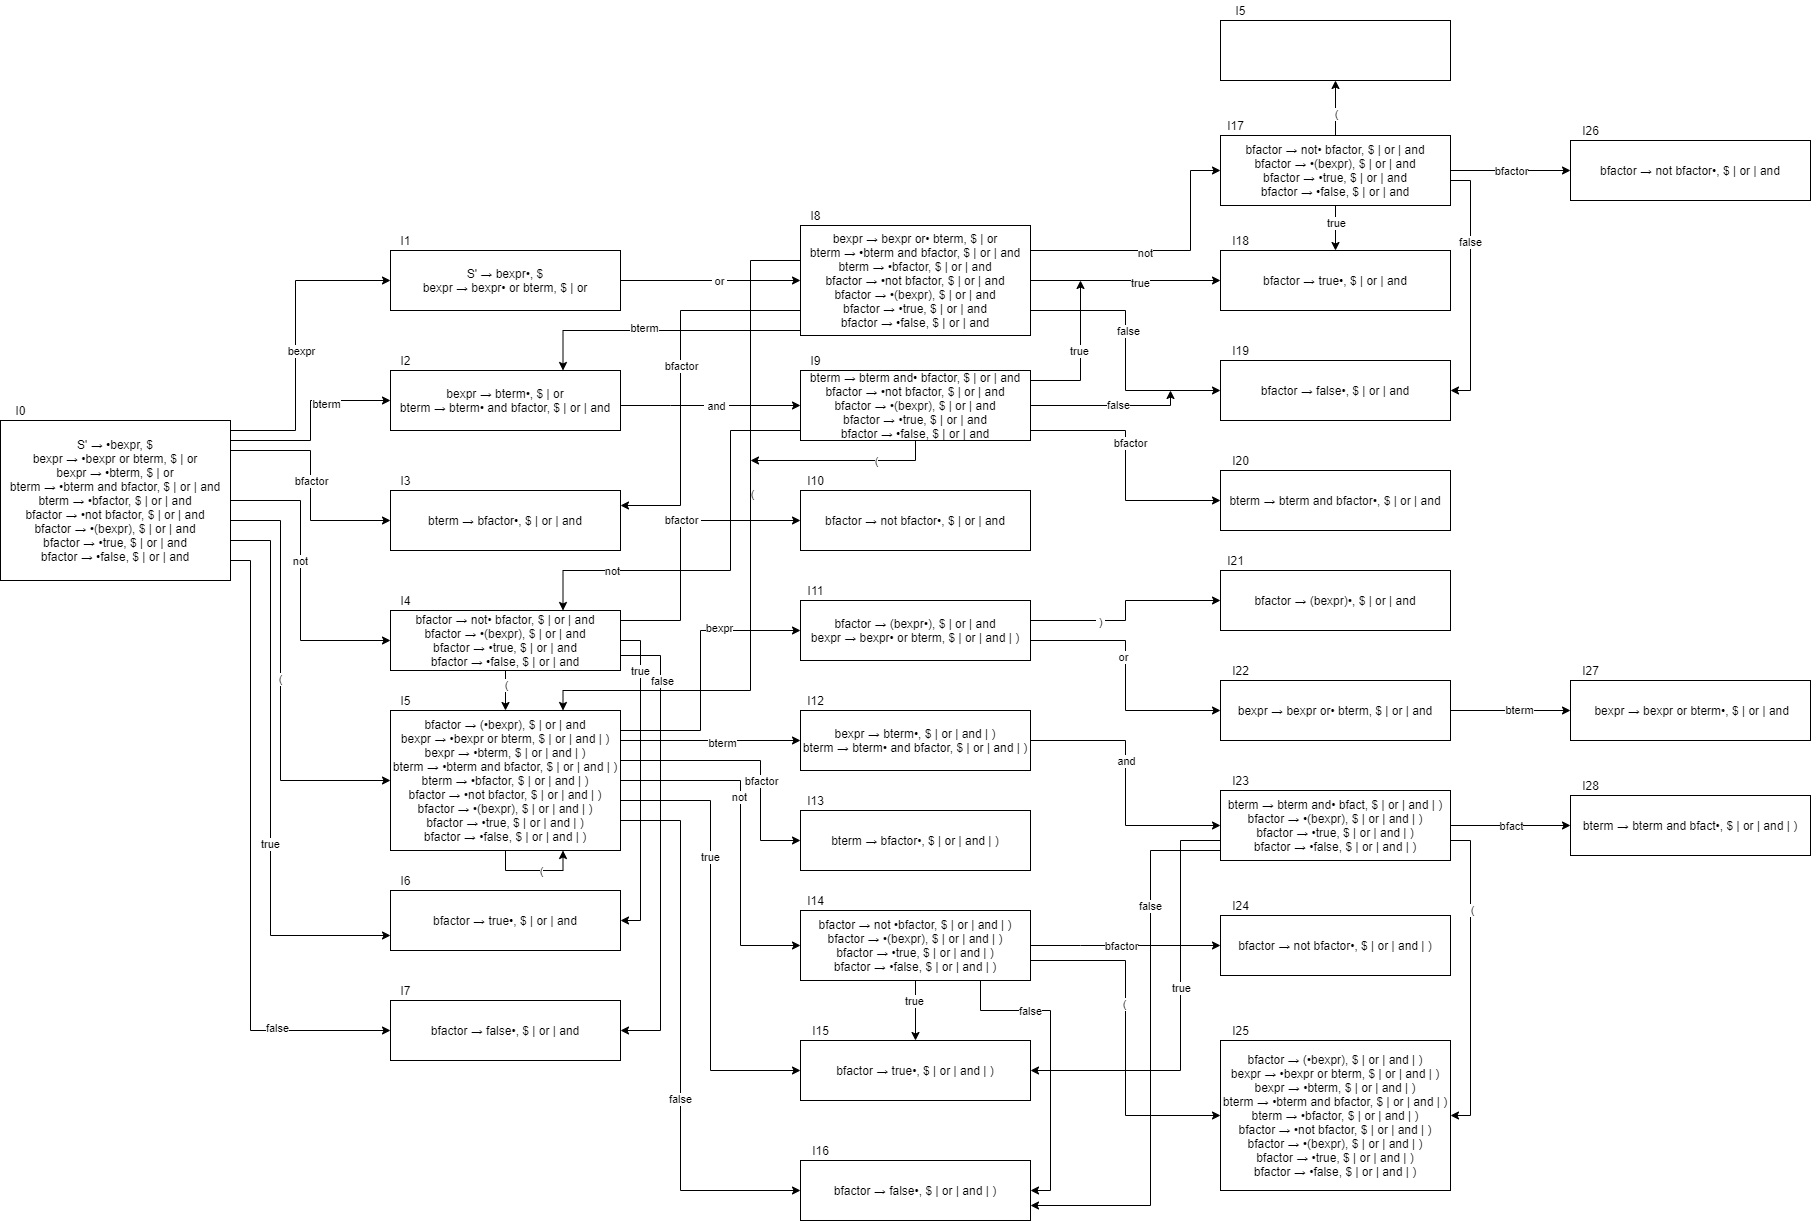 I0
S' → •bexpr, $
bexpr → •bexpr or bterm, $ | or
bexpr → •bterm, $ | or
bterm → •bterm and bfactor, $ | or | and
bterm → •bfactor, $ | or | and
bfactor → •not bfactor, $ | or | and
bfactor → •(bexpr), $ | or | and
bfactor → •true, $ | or | and
bfactor → •false, $ | or | and
bexpr
bterm
bfactor
not
(
true
false
I1
S' → bexpr•, $
bexpr → bexpr• or bterm, $ | or
or
I2
bexpr → bterm•, $ | or
bterm → bterm• and bfactor, $ | or | and
and
I3
bterm → bfactor•, $ | or | and
I4
bfactor → not• bfactor, $ | or | and
bfactor → •(bexpr), $ | or | and
bfactor → •true, $ | or | and
bfactor → •false, $ | or | and
bfactor
true
false
(
I5
bfactor → (•bexpr), $ | or | and
bexpr → •bexpr or bterm, $ | or | and | )
bexpr → •bterm, $ | or | and | )
bterm → •bterm and bfactor, $ | or | and | )
bterm → •bfactor, $ | or | and | )
bfactor → •not bfactor, $ | or | and | )
bfactor → •(bexpr), $ | or | and | )
bfactor → •true, $ | or | and | )
bfactor → •false, $ | or | and | )
bexpr
bterm
bfactor
not
true
false
(
I6
bfactor → true•, $ | or | and
I7
bfactor → false•, $ | or | and
I8
bexpr → bexpr or• bterm, $ | or
bterm → •bterm and bfactor, $ | or | and
bterm → •bfactor, $ | or | and
bfactor → •not bfactor, $ | or | and
bfactor → •(bexpr), $ | or | and
bfactor → •true, $ | or | and
bfactor → •false, $ | or | and
bterm
bfactor
(
not
true
false
I9
bterm → bterm and• bfactor, $ | or | and
bfactor → •not bfactor, $ | or | and
bfactor → •(bexpr), $ | or | and
bfactor → •true, $ | or | and
bfactor → •false, $ | or | and
true
false
bfactor
(
not
I10
bfactor → not bfactor•, $ | or | and
I11
bfactor → (bexpr•), $ | or | and
bexpr → bexpr• or bterm, $ | or | and | )
)
or
I12
bexpr → bterm•, $ | or | and | )
bterm → bterm• and bfactor, $ | or | and | )
and
I13
bterm → bfactor•, $ | or | and | )
I14
bfactor → not •bfactor, $ | or | and | )
bfactor → •(bexpr), $ | or | and | )
bfactor → •true, $ | or | and | )
bfactor → •false, $ | or | and | )
bfactor
(
true
false
I15
bfactor → true•, $ | or | and | )
I16
bfactor → false•, $ | or | and | )
I5
(
I17
bfactor → not• bfactor, $ | or | and
bfactor → •(bexpr), $ | or | and
bfactor → •true, $ | or | and
bfactor → •false, $ | or | and
bfactor
true
false
I18
bfactor → true•, $ | or | and
I19
bfactor → false•, $ | or | and
I20
bterm → bterm and bfactor•, $ | or | and
I21
bfactor → (bexpr)•, $ | or | and
I22
bexpr → bexpr or• bterm, $ | or | and
bterm
I23
bterm → bterm and• bfact, $ | or | and | )
bfactor → •(bexpr), $ | or | and | )
bfactor → •true, $ | or | and | )
bfactor → •false, $ | or | and | )
bfact
false
true
(
I24
bfactor → not bfactor•, $ | or | and | )
I25
bfactor → (•bexpr), $ | or | and | )
bexpr → •bexpr or bterm, $ | or | and | )
bexpr → •bterm, $ | or | and | )
bterm → •bterm and bfactor, $ | or | and | )
bterm → •bfactor, $ | or | and | )
bfactor → •not bfactor, $ | or | and | )
bfactor → •(bexpr), $ | or | and | )
bfactor → •true, $ | or | and | )
bfactor → •false, $ | or | and | )
I26
bfactor → not bfactor•, $ | or | and
I27
bexpr → bexpr or bterm•, $ | or | and
I28
bterm → bterm and bfact•, $ | or | and | )